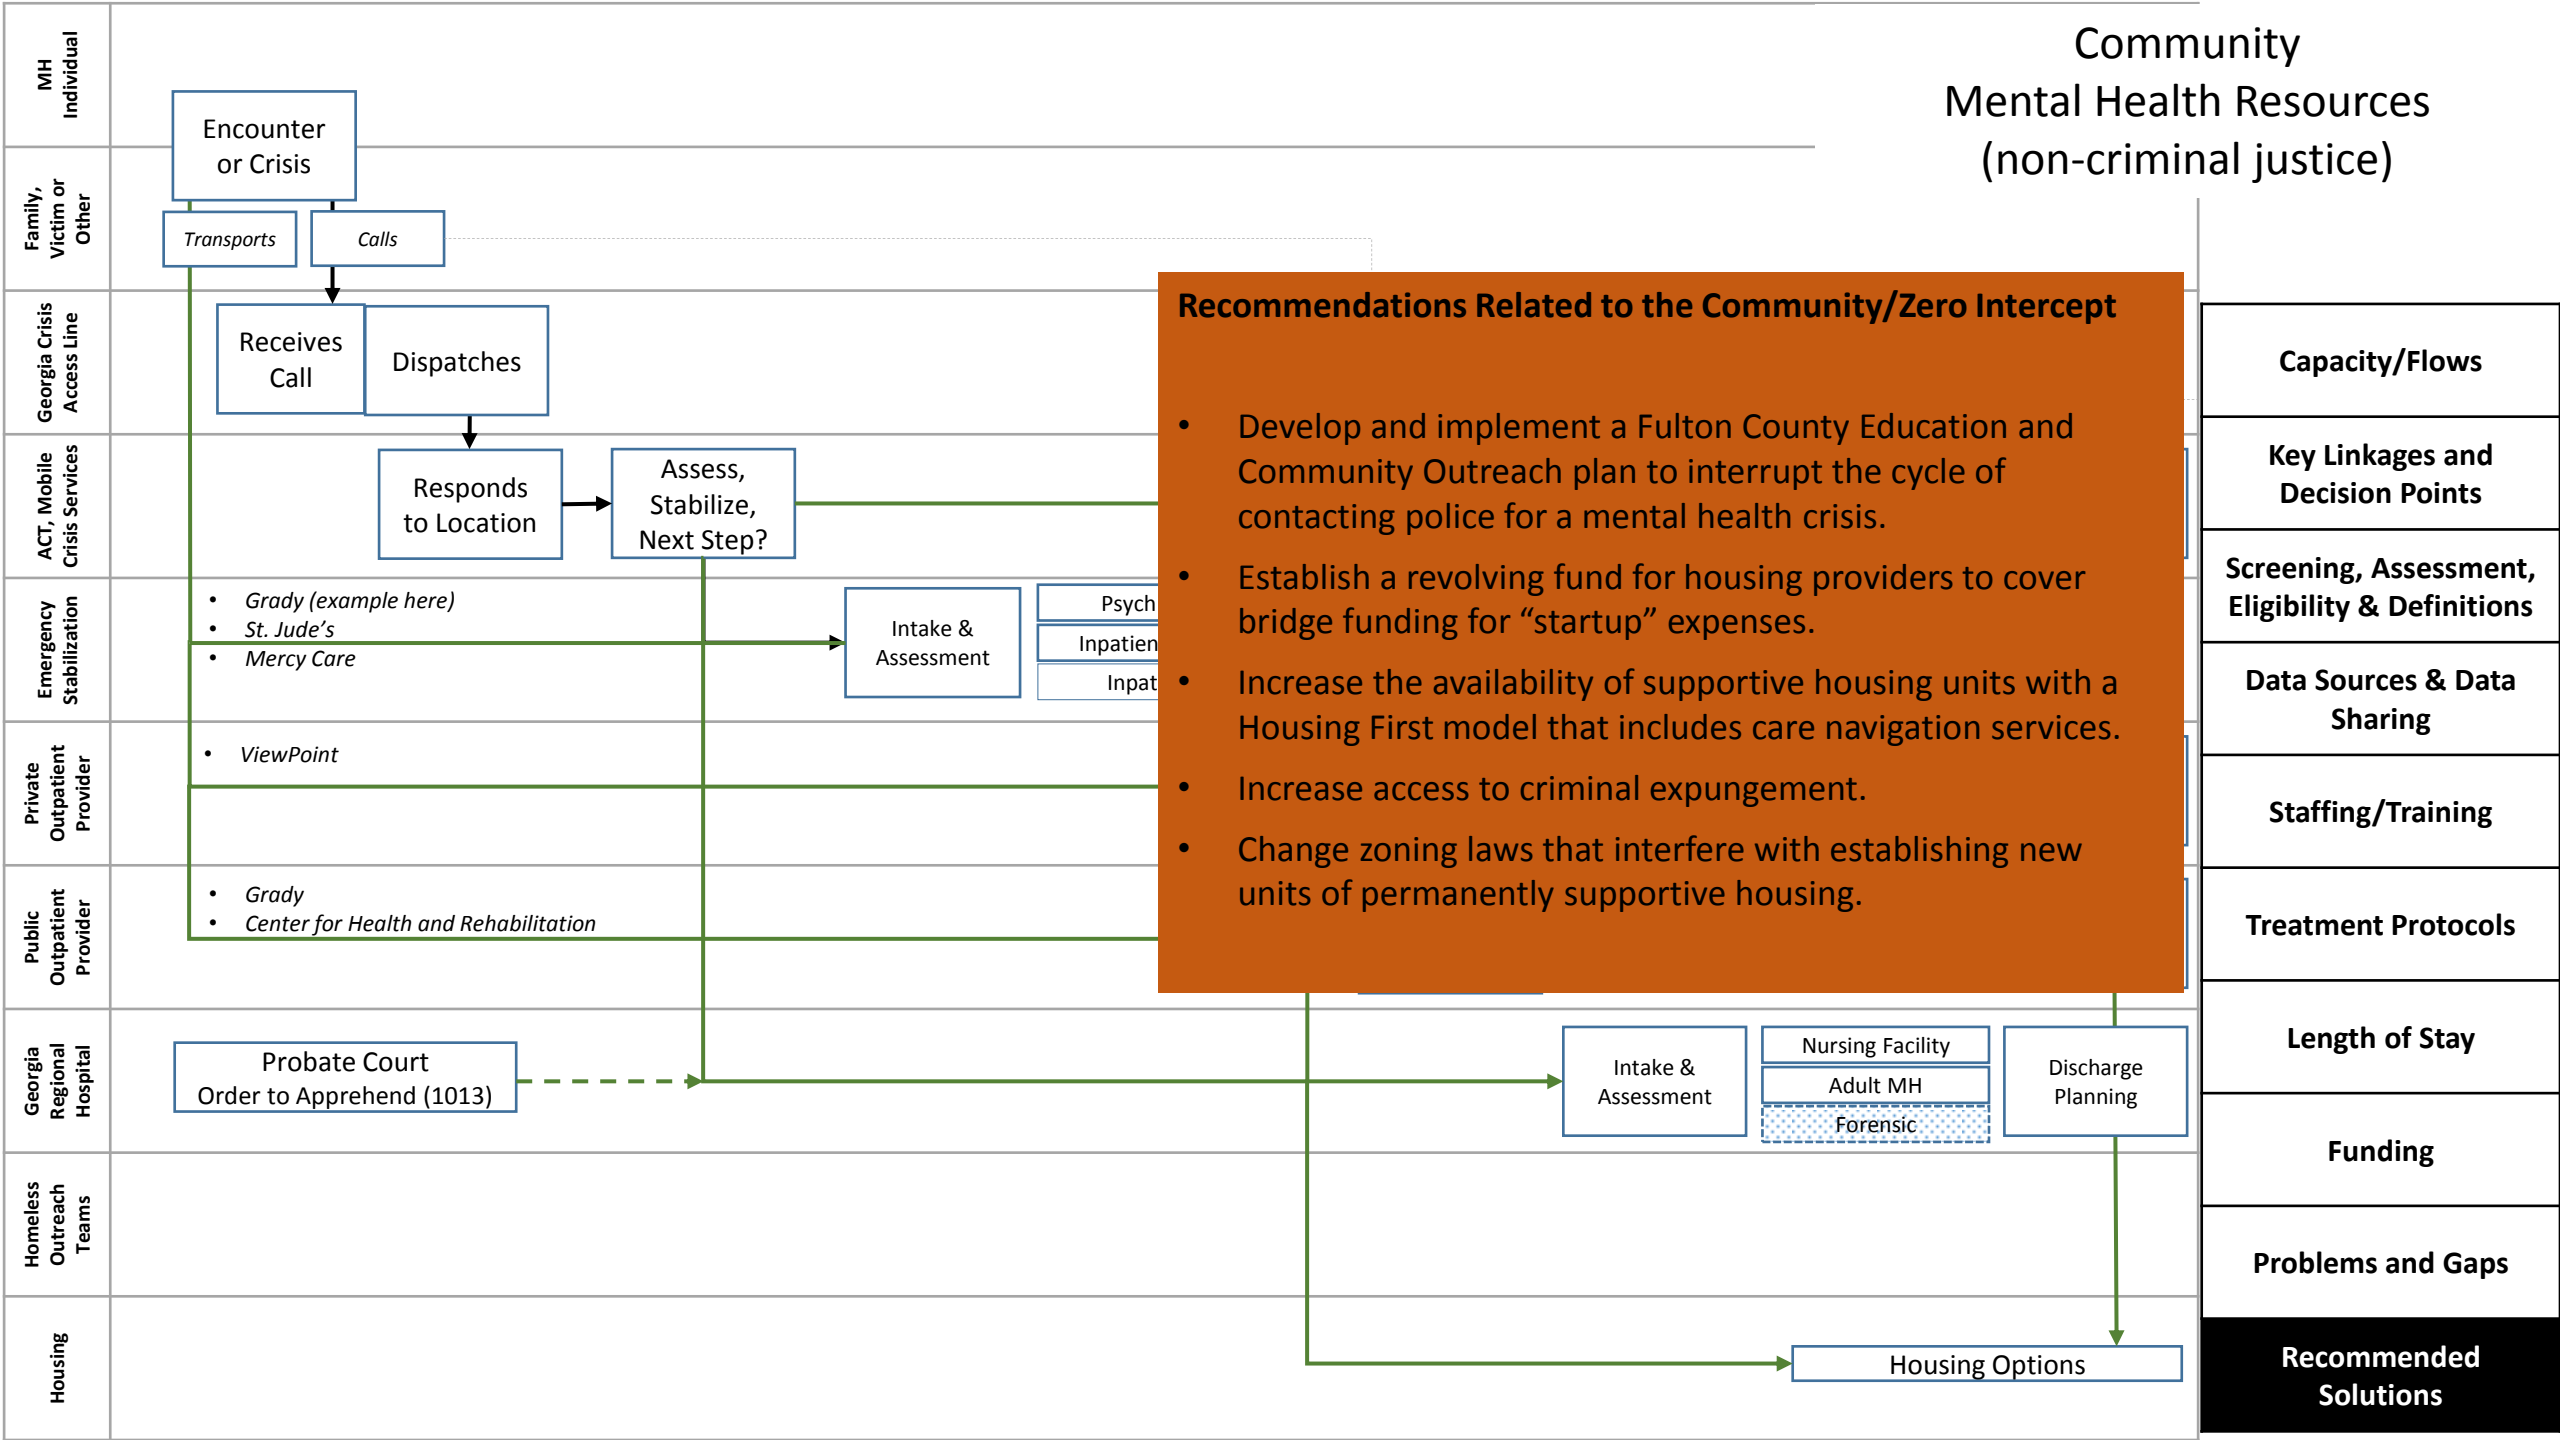 Community
Mental Health Resources
(non-criminal justice)
MH
Individual
Encounter
or Crisis
Family,
Victim or
Other
Transports
Calls
Georgia Crisis
Access Line
Receives
Call
Dispatches
ACT, Mobile
Crisis Services
Responds
to Location
Assess,
Stabilize,
Next Step?
Emergency
Stabilization
• Grady (example here)
• St. Jude’s
• Mercy Care
Intake &
Assessment
Psych
Inpatien
Inpat
Private
Outpatient
Provider
• ViewPoint
Public
Outpatient
Provider
• Grady
• Center for Health and Rehabilitation
Georgia
Regional
Hospital
Probate Court
Order to Apprehend (1013)
Intake &
Assessment
Nursing Facility
Adult MH
Forensic
Discharge
Planning
Homeless
Outreach
Teams
Housing
Housing Options
Recommendations Related to the Community/Zero Intercept
• Develop and implement a Fulton County Education and
Community Outreach plan to interrupt the cycle of
contacting police for a mental health crisis.
• Establish a revolving fund for housing providers to cover
bridge funding for “startup” expenses.
• Increase the availability of supportive housing units with a
Housing First model that includes care navigation services.
• Increase access to criminal expungement.
• Change zoning laws that interfere with establishing new
units of permanently supportive housing.
Capacity/Flows
Key Linkages and
Decision Points
Screening, Assessment,
Eligibility & Definitions
Data Sources & Data
Sharing
Staffing/Training
Treatment Protocols
Length of Stay
Funding
Problems and Gaps
Recommended
Solutions